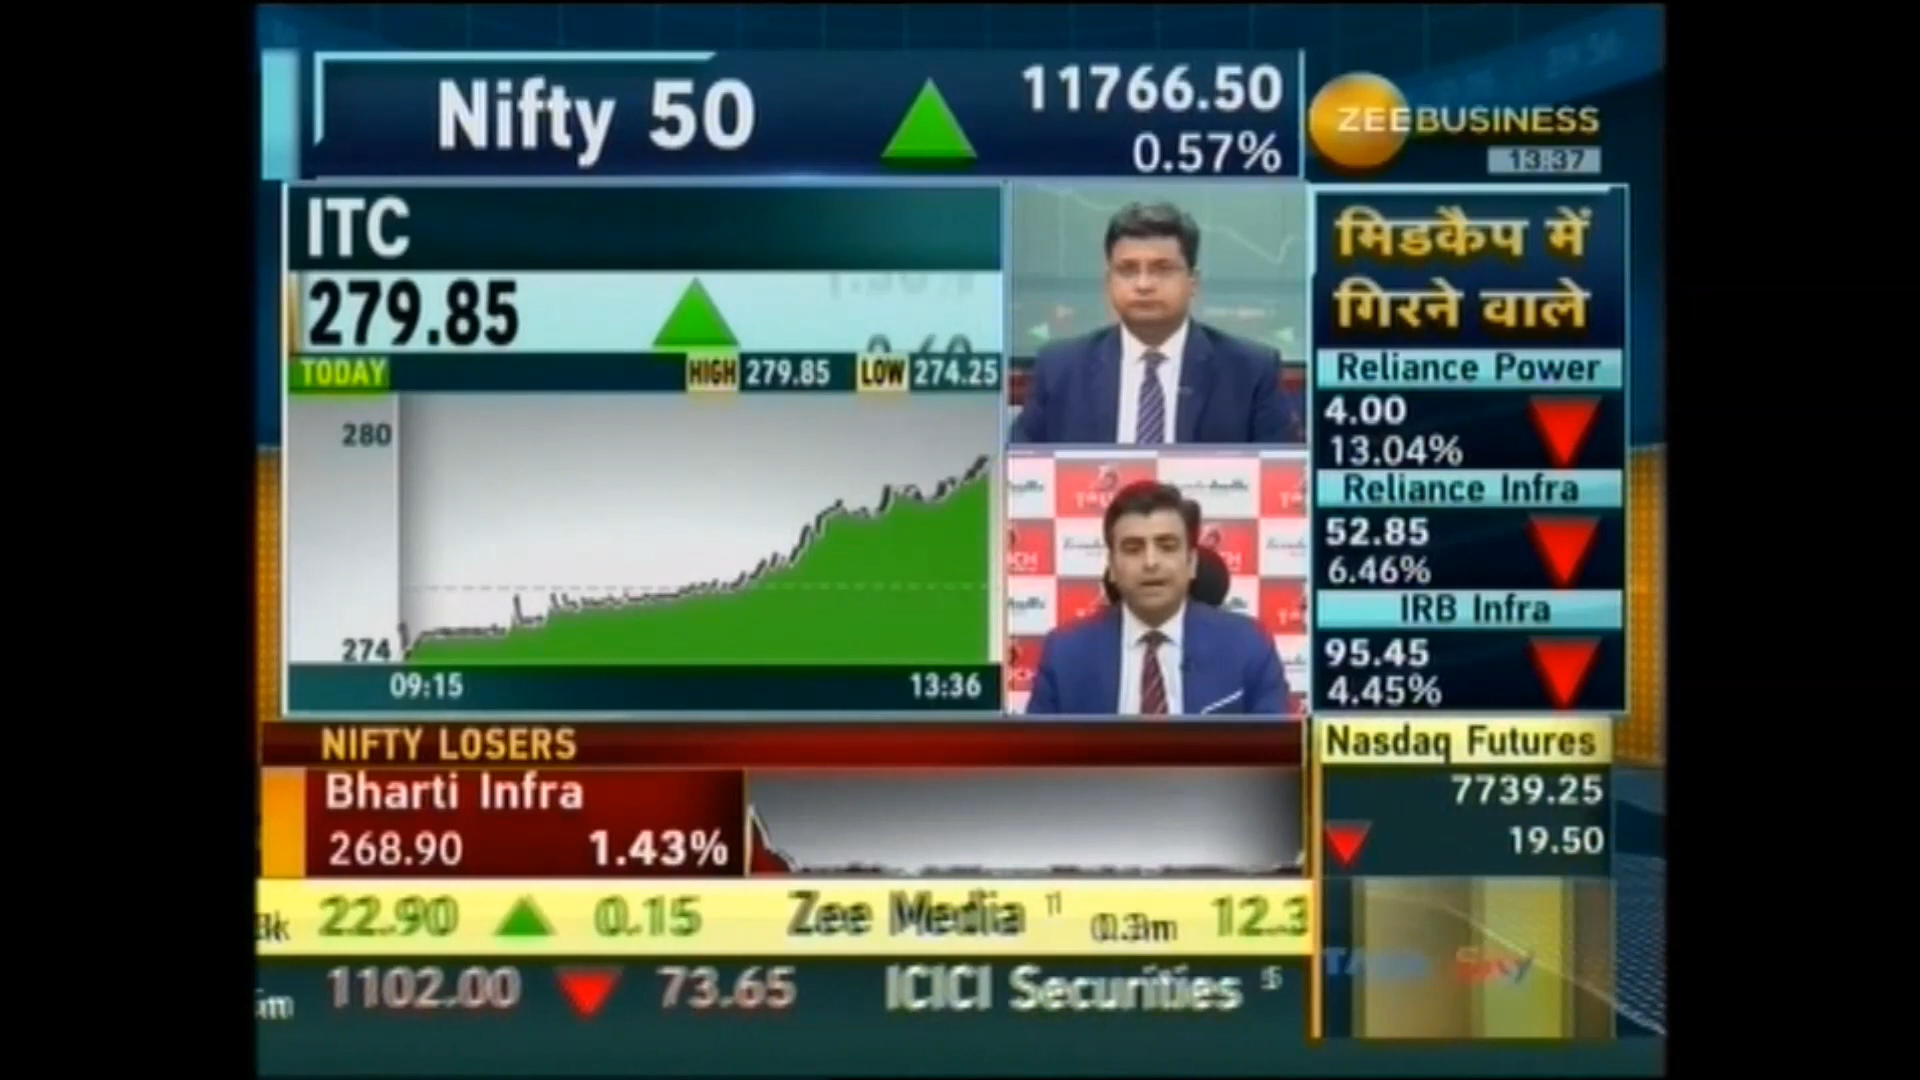 Nifty 50
11766.50
0.57%
ZEEBUSINESS
13:37
ITC
279.85
TODAY
HIGH 279.85 LOW 274.25
280
274
09:15
13:36
मिडकैप में
गिरने वाले
Reliance Power
4.00
13.04%
Reliance Infra
52.85
6.46%
IRB Infra
95.45
4.45%
NIFTY LOSERS
Bharti Infra
268.90
1.43%
Nasdaq Futures
7739.25
19.50
22.90 0.15 Zee Media 12.3
1102.00 73.65 ICICI Securities